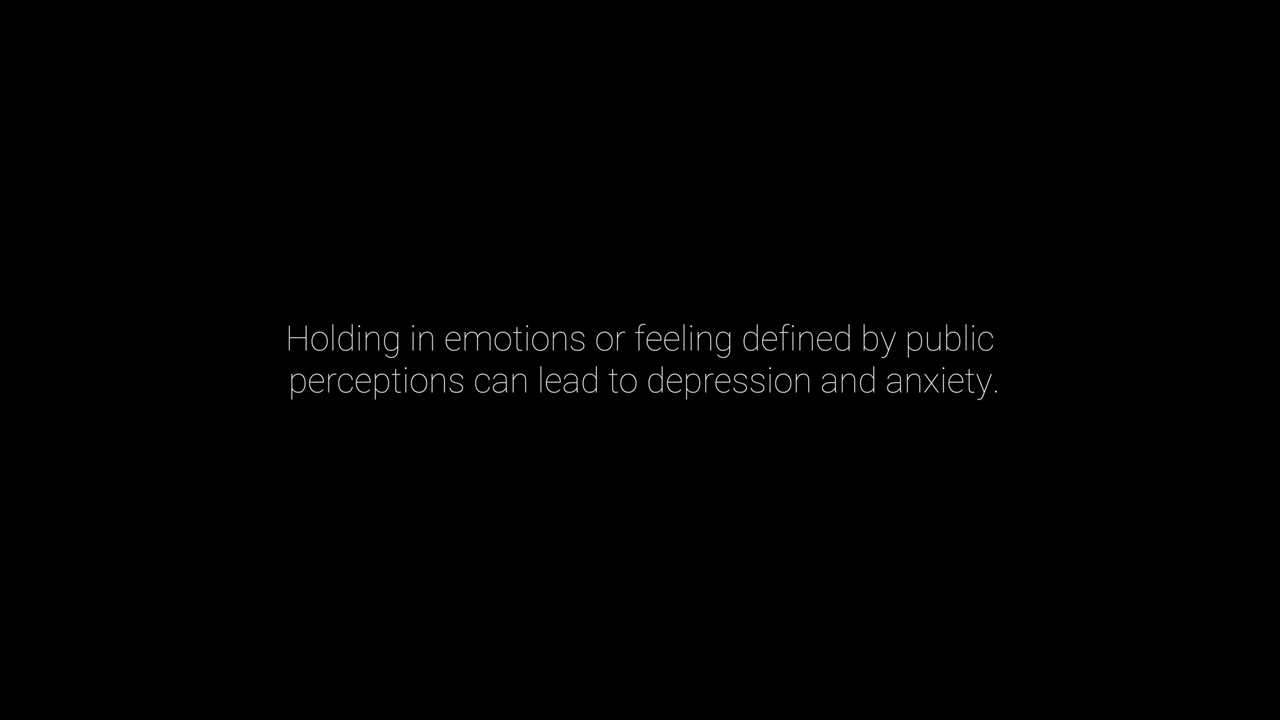 Holding in emotions or feeling defined by public
perceptions can lead to depression and anxiety.